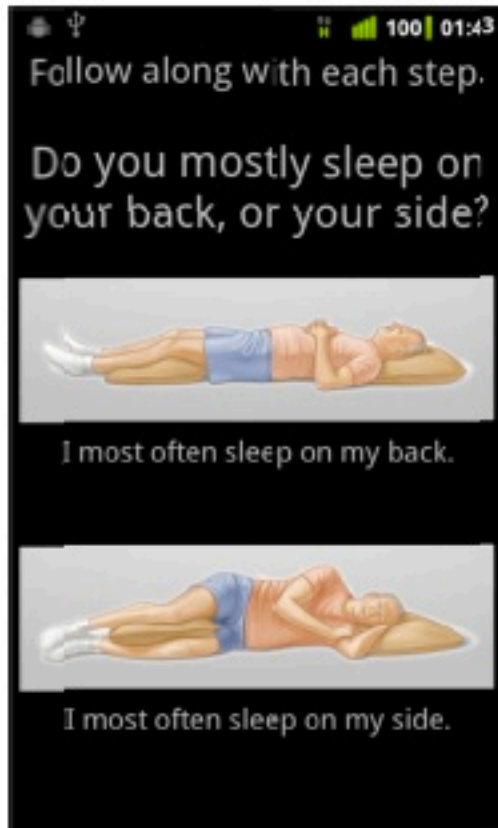 100 01:43
Follow along with each step.
Do you mostly sleep on
your back, or your side?
I most often sleep on my back.
I most often sleep on my side.